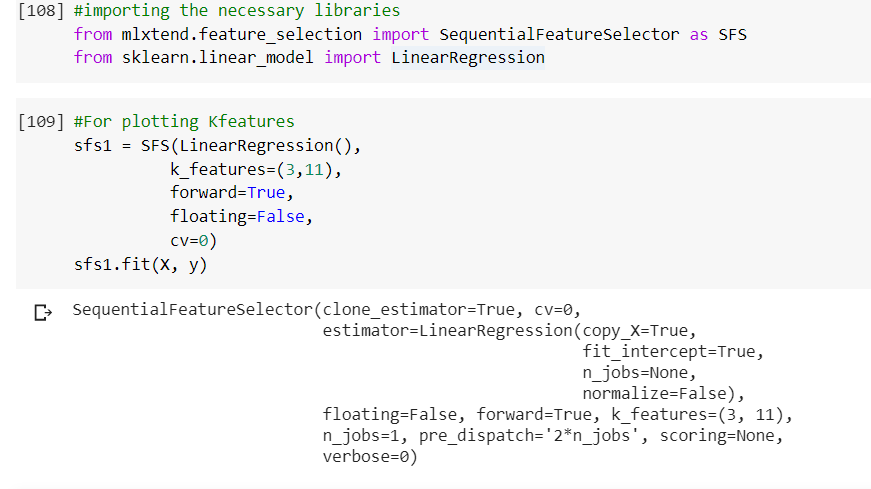 [108] #importing the necessary libraries
from mlxtend.feature_selection import SequentialFeatureSelector as SFS
from sklearn.linear_model import LinearRegression
[109] #For plotting Kfeatures
sfs1 = SFS(LinearRegression(),
k_features=(3,11),
forward=True,
floating=False,
cv=0)
sfs1.fit(X, y)
SequentialFeatureSelector(clone_estimator=True, cv=0,
estimator=LinearRegression(copy_X=True,
fit_intercept=True,
n_jobs=None,
normalize=False),
floating=False, forward=True, k_features=(3, 11),
n_jobs=1, pre_dispatch='2*n_jobs', scoring=None,
verbose=0)